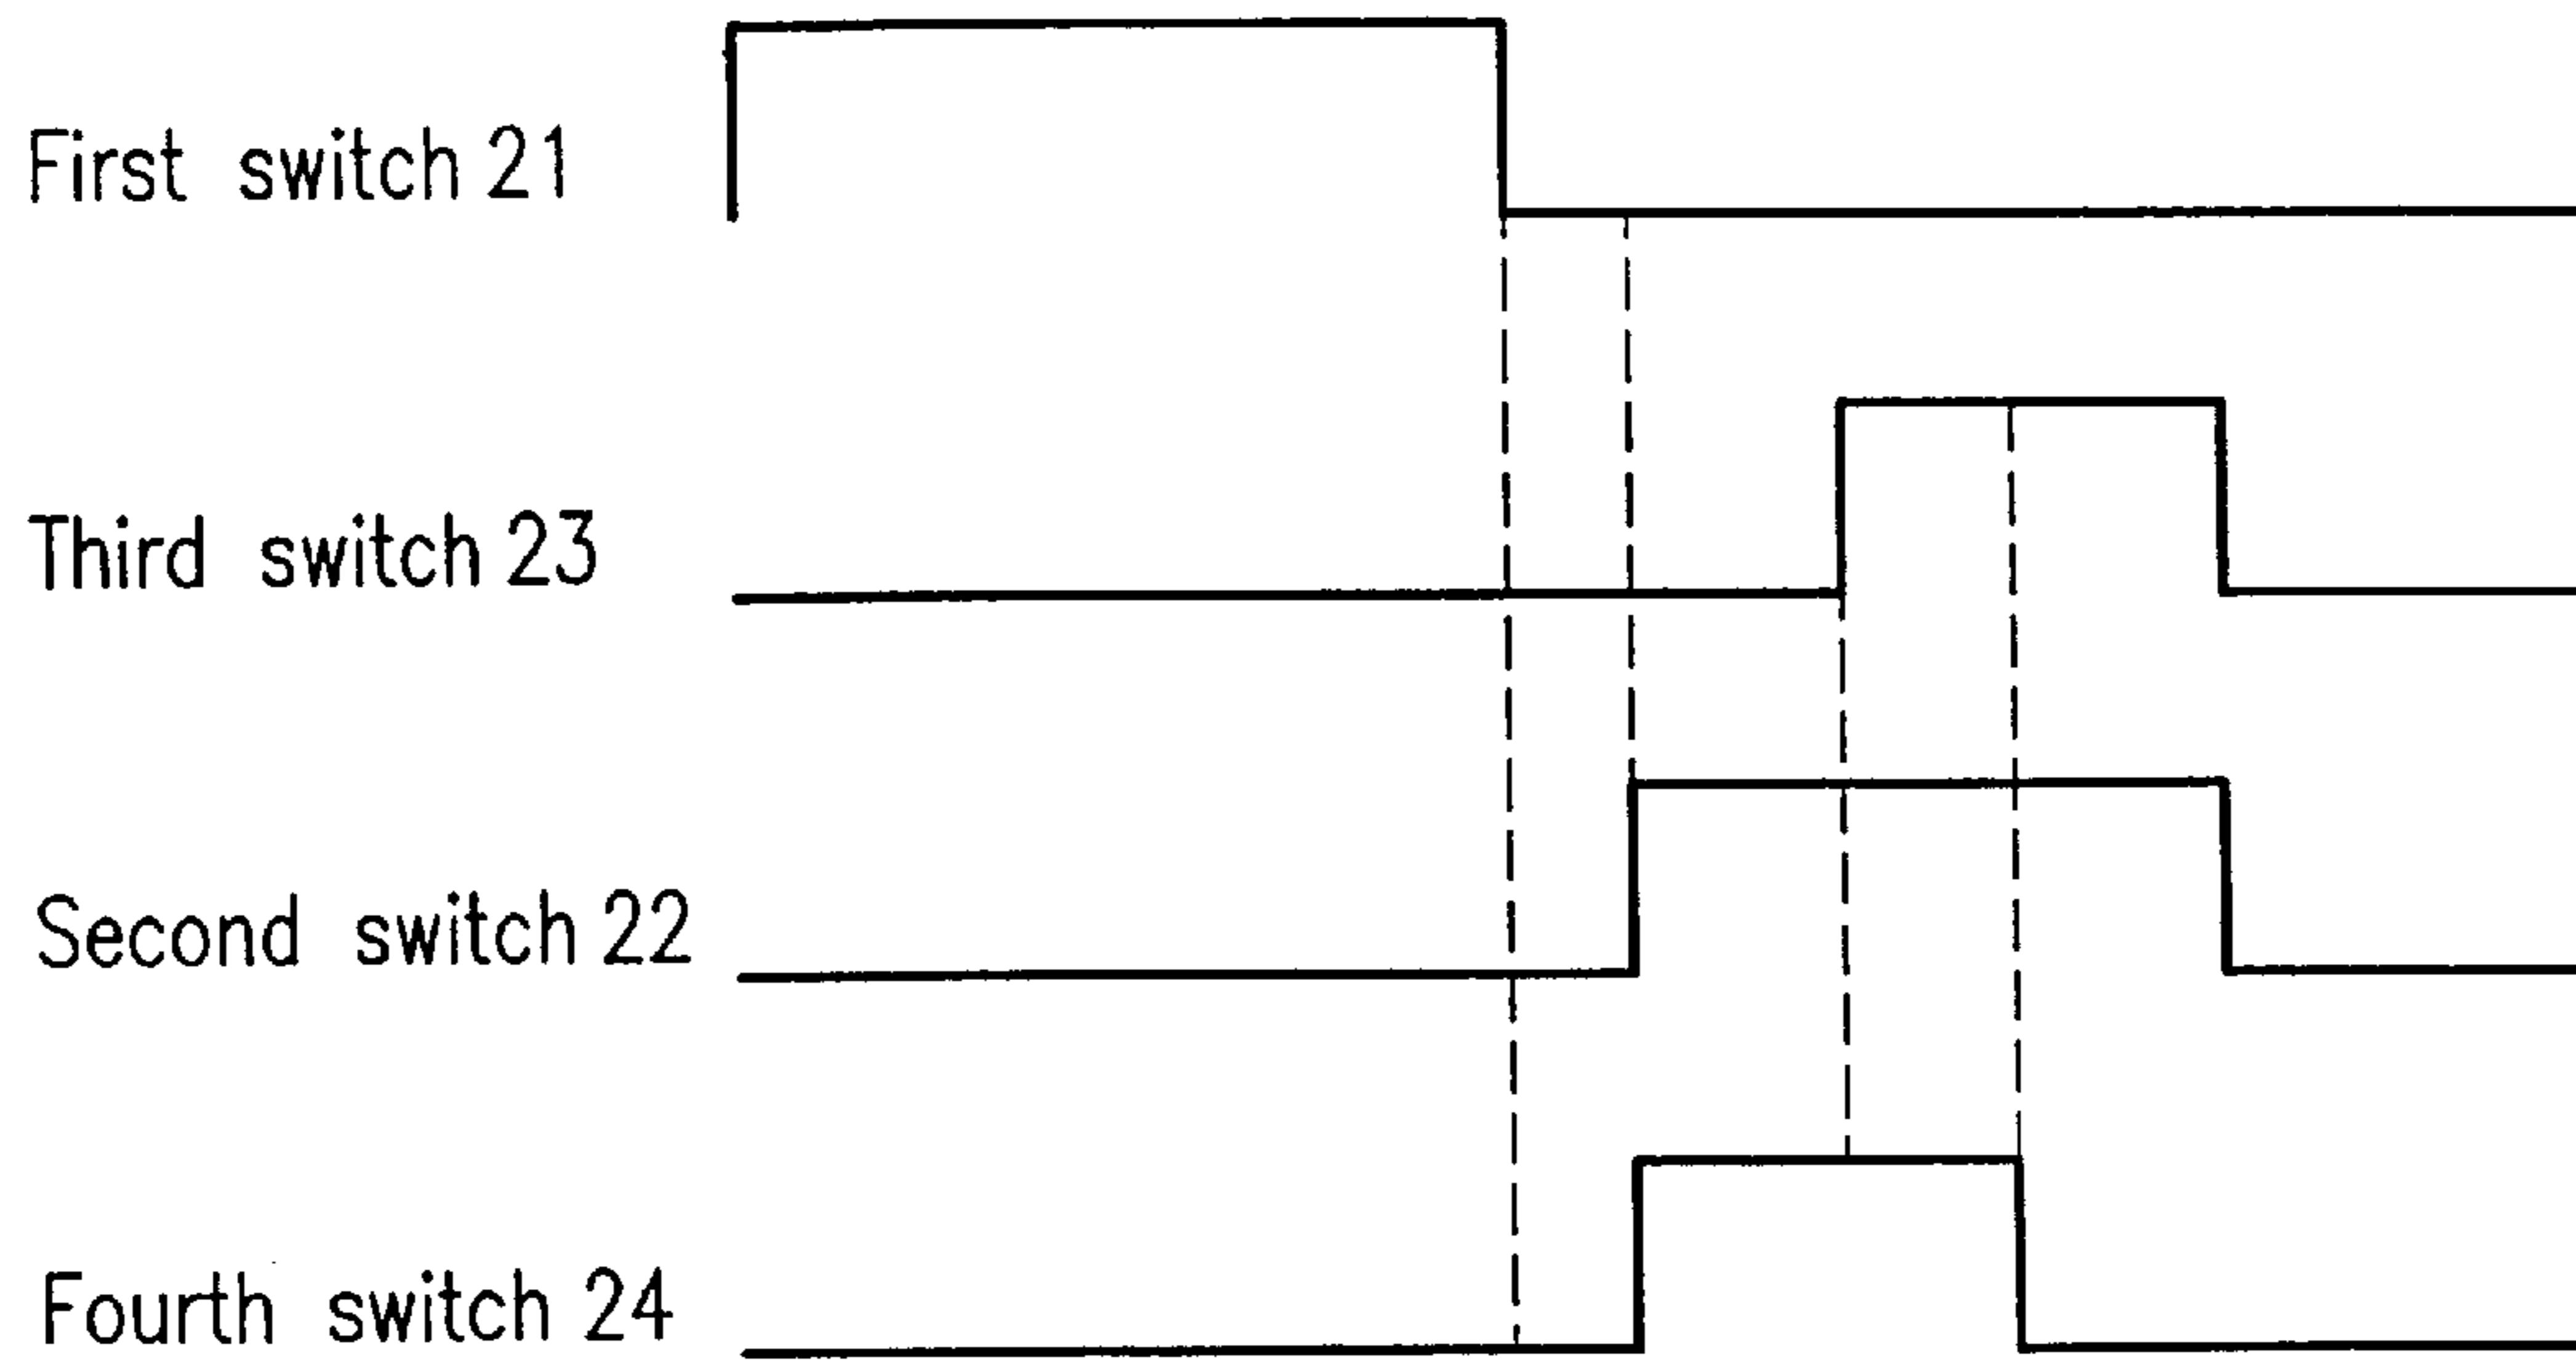 First switch 21
Third switch 23
Second switch 22
Fourth switch 24